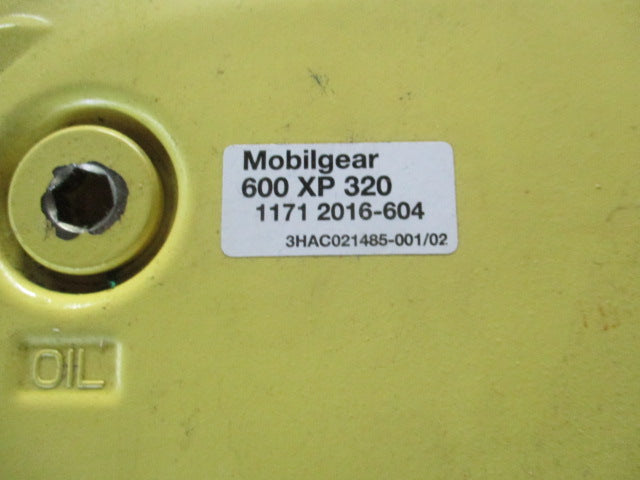 Mobilgear
600 XP 320
1171 2016-604
3HAC021485-001/02
OIL